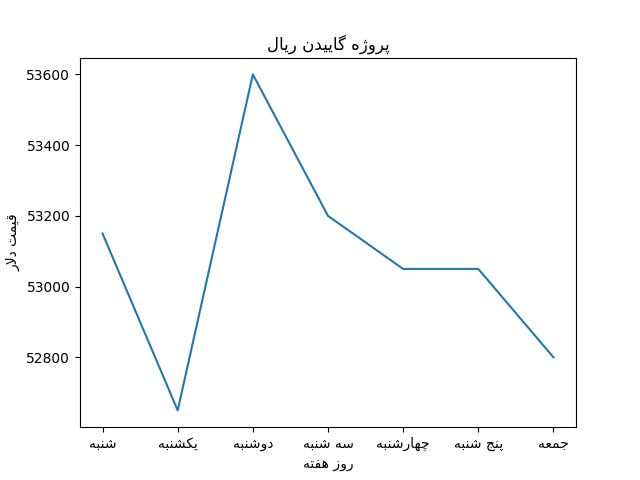 پروژه گاییدن ریال
قیمت دلار
53600
53400
53200
53000
52800
شنبه
یکشنبه
دوشنبه
سه شنبه
چهارشنبه
پنج شنبه
جمعه
روز هفته